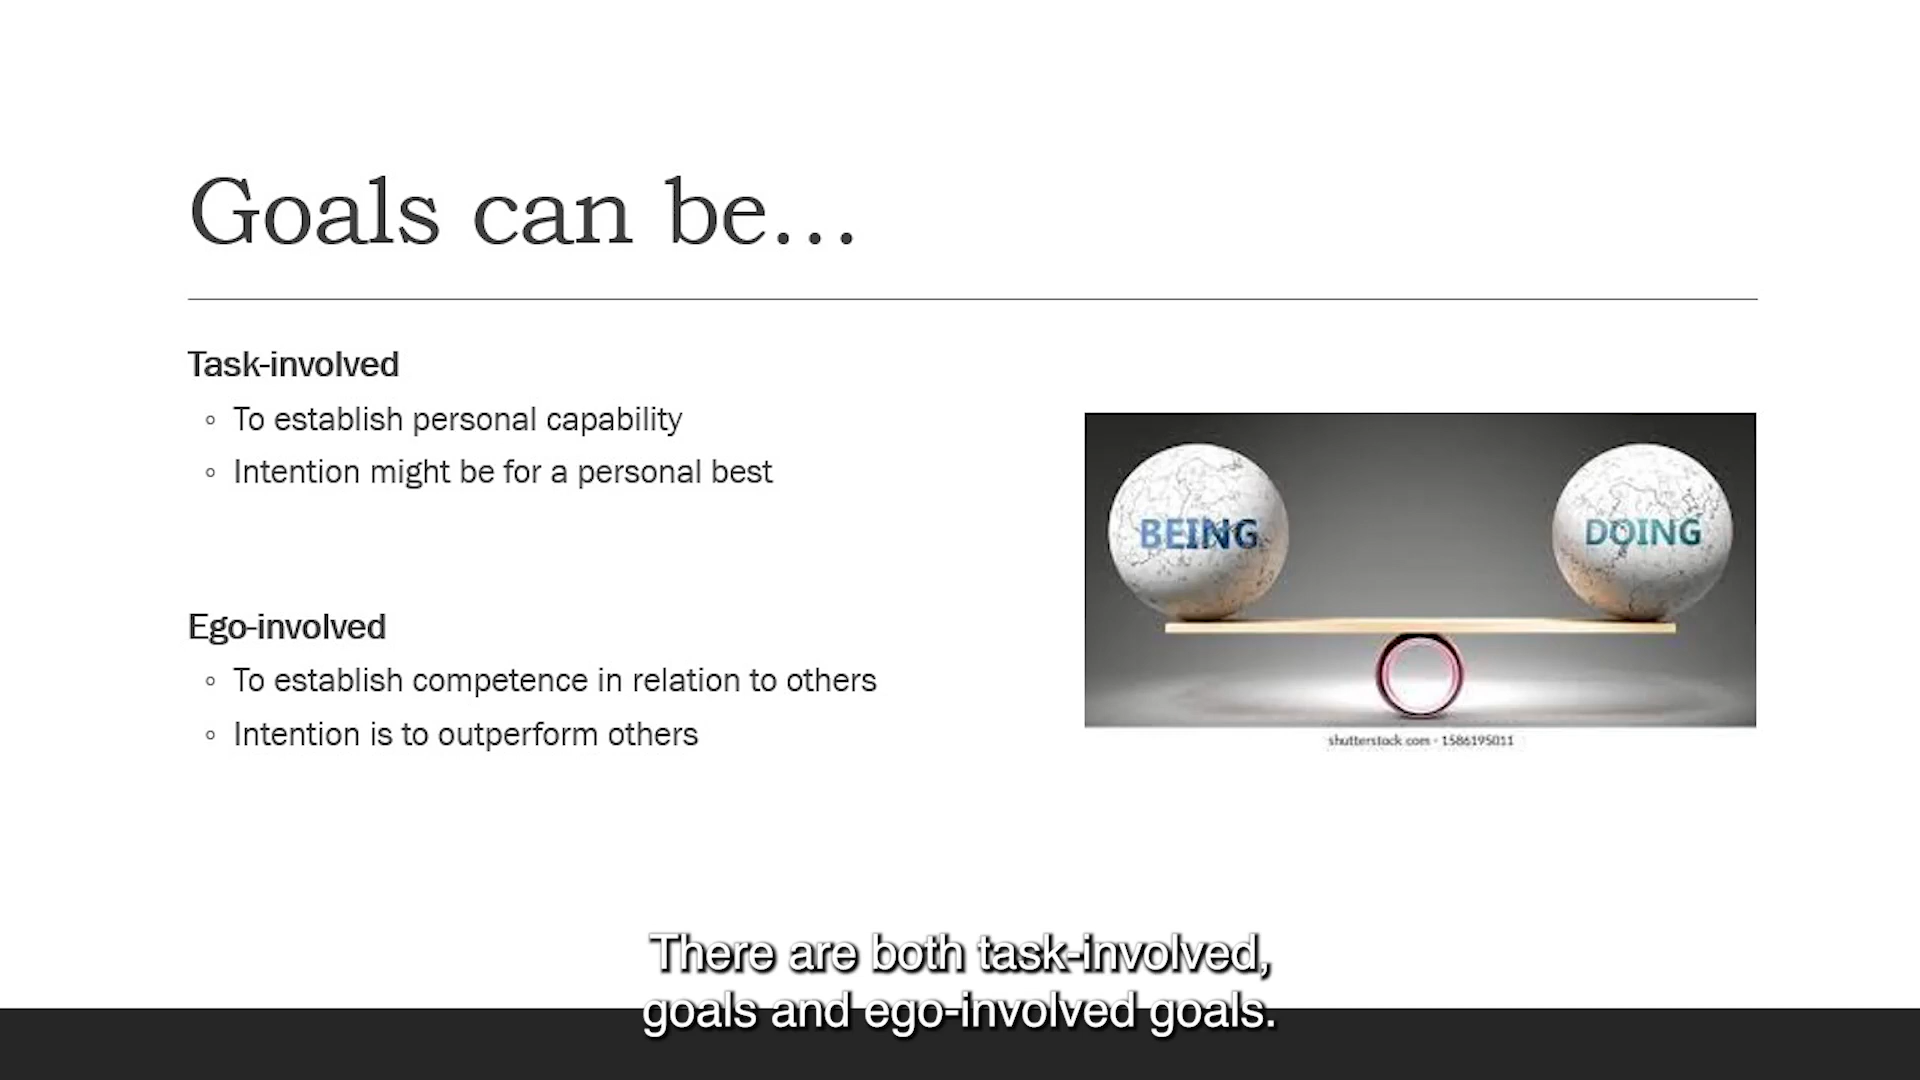 Goals can be...
Task-involved
◦ To establish personal capability
◦ Intention might be for a personal best
Ego-involved
◦ To establish competence in relation to others
◦ Intention is to outperform others
BEING
DOING
shutterstock.com · 1586195011
There are both task-involved,
goals and ego-involved goals.